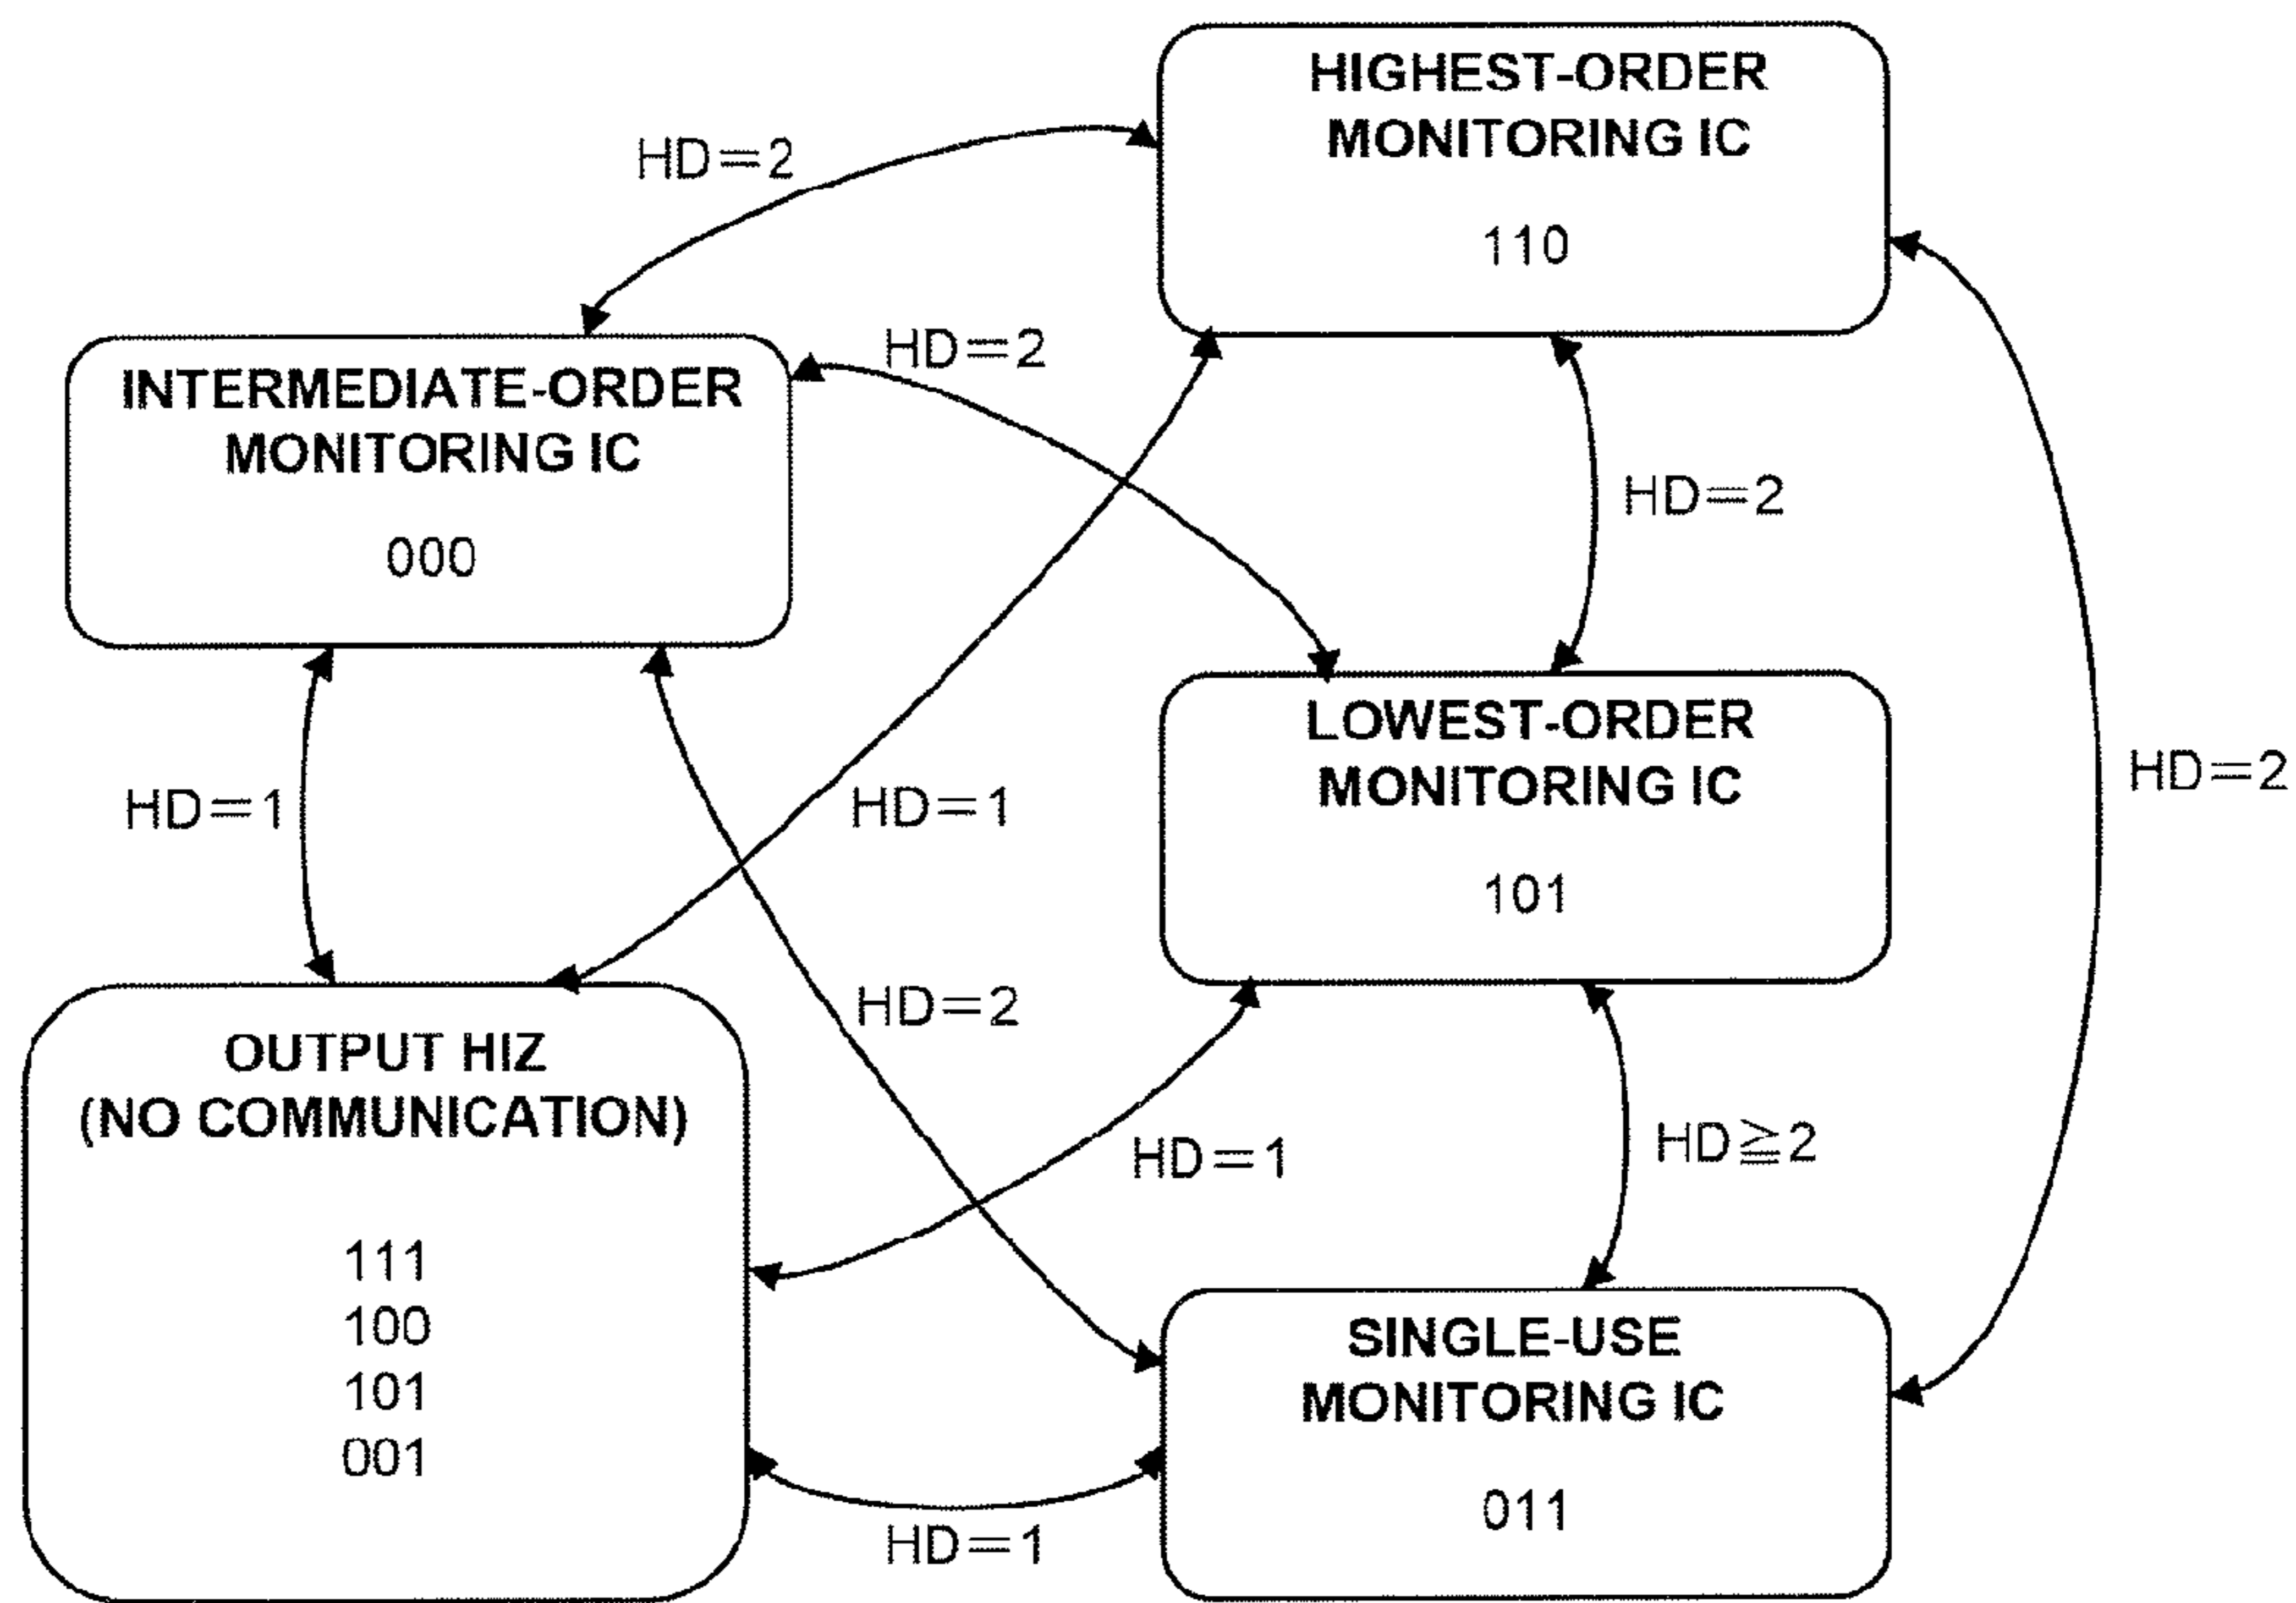 HIGHEST-ORDER
MONITORING IC
110
HD=2
HD=2
INTERMEDIATE-ORDER
MONITORING IC
000
HD=2
LOWEST-ORDER
MONITORING IC
101
HD=2
HD=1
HD=1
HD=2
OUTPUT HIZ
(NO COMMUNICATION)
111
100
101
001
HD=1
HD≧2
SINGLE-USE
MONITORING IC
011
HD=1